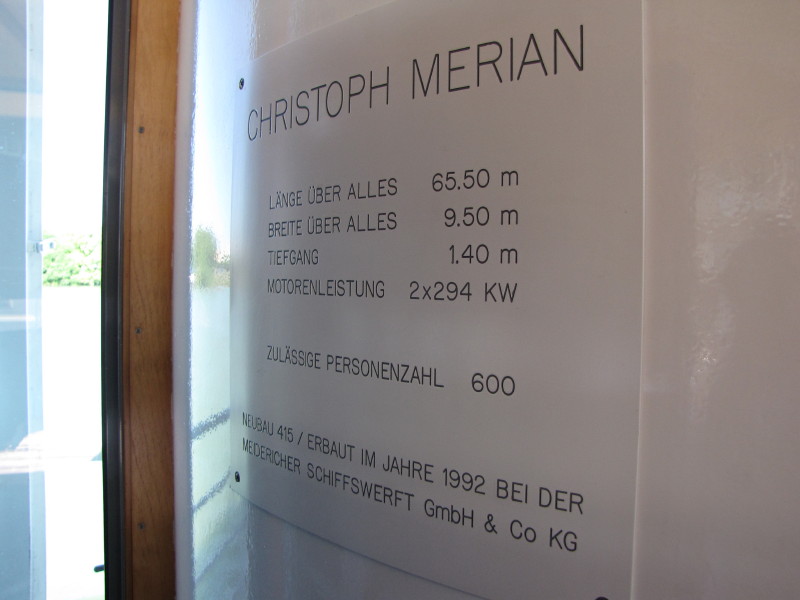 CHRISTOPH MERIAN
LÄNGE ÜBER ALLES 65.50 m
BREITE ÜBER ALLES 9.50 m
TIEFGANG 1.40 m
MOTORENLEISTUNG 2x294 KW
ZULÄSSIGE PERSONENZAHL 600
NEUBAU 415 / ERBAUT IM JAHRE 1992 BEI DER
MEIDERICHER SCHIFFSWERFT GmbH & Co KG